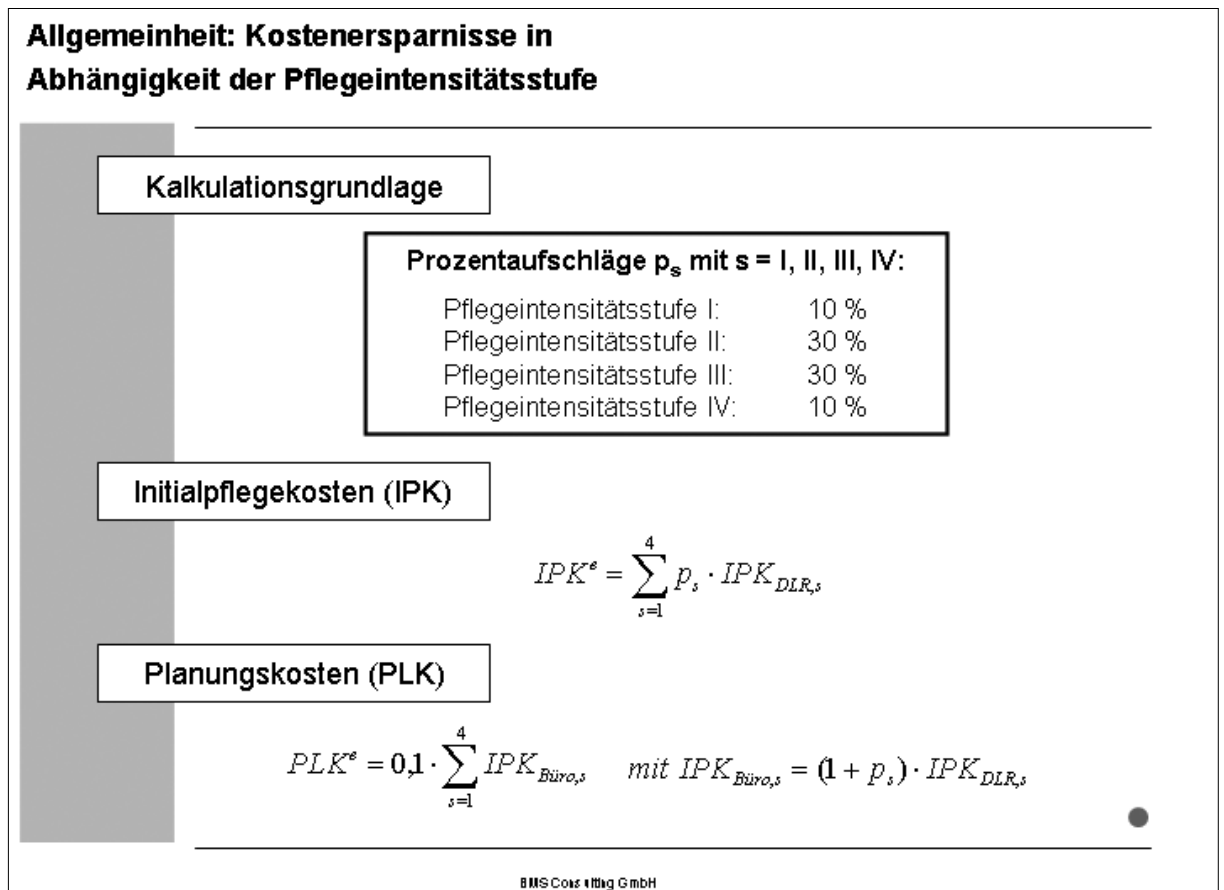 Allgemeinheit: Kostenersparnisse in
Abhängigkeit der Pflegeintensitätsstufe
Kalkulationsgrundlage
Prozentaufschläge pₛ mit s = I, II, III, IV:
Pflegeintensitätsstufe I: 10 %
Pflegeintensitätsstufe II: 30 %
Pflegeintensitätsstufe III: 30 %
Pflegeintensitätsstufe IV: 10 %
Initialpflegekosten (IPK)
IPK^e = \sum_{s=1}^{4} p_s · IPK_{DLR,s}
Planungskosten (PLK)
PLK^e = 0,1 · \sum_{s=1}^{4} IPK_{Büro,s} mit IPK_{Büro,s} = (1 + p_s) · IPK_{DLR,s}
BMS Consulting GmbH